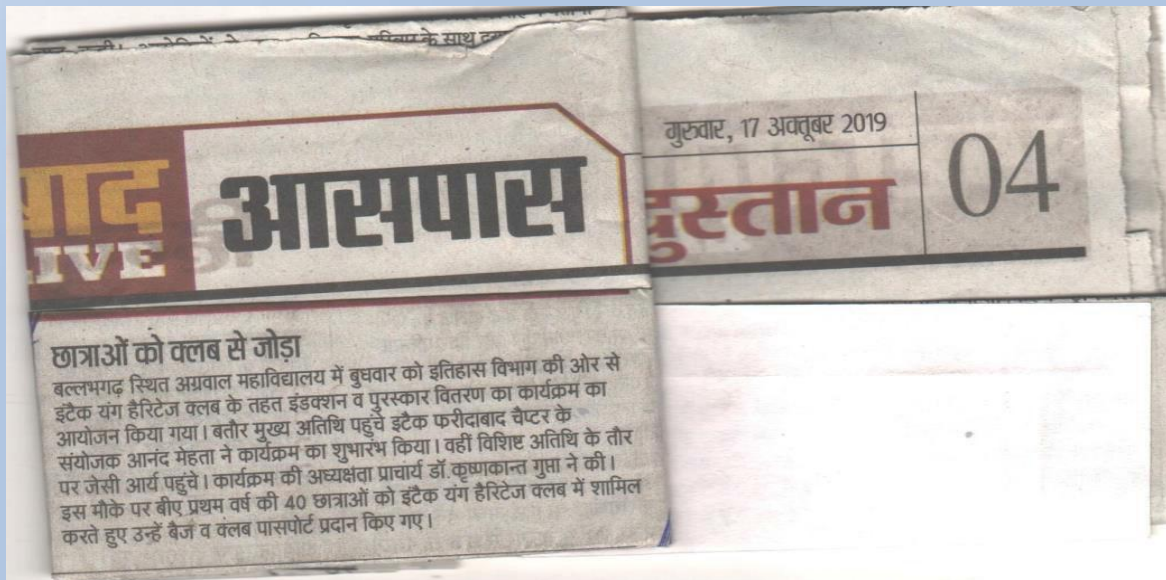 के साथ
बाद
LIVE
आसपास
गुरुवार, 17 अक्तूबर 2019
दुस्तान
04
छात्राओं को क्लब से जोड़ा
बल्लभगढ़ स्थित अग्रवाल महाविद्यालय में बुधवार को इतिहास विभाग की ओर से
इंटैक यंग हैरिटेज क्लब के तहत इंडक्शन व पुरस्कार वितरण का कार्यक्रम का
आयोजन किया गया। बतौर मुख्य अतिथि पहुंचे इटैक फरीदाबाद चैप्टर के
संयोजक आनंद मेहता ने कार्यक्रम का शुभारंभ किया। वहीं विशिष्ट अतिथि के तौर
पर जेसी आर्य पहुंचे। कार्यक्रम की अध्यक्षता प्राचार्य डॉ. कृष्णकान्त गुप्ता ने की।
इस मौके पर बीए प्रथम वर्ष की 40 छात्राओं को इंटैक यंग हैरिटेज क्लब में शामिल
करते हुए उन्हें बैज व क्लब पासपोर्ट प्रदान किए गए।